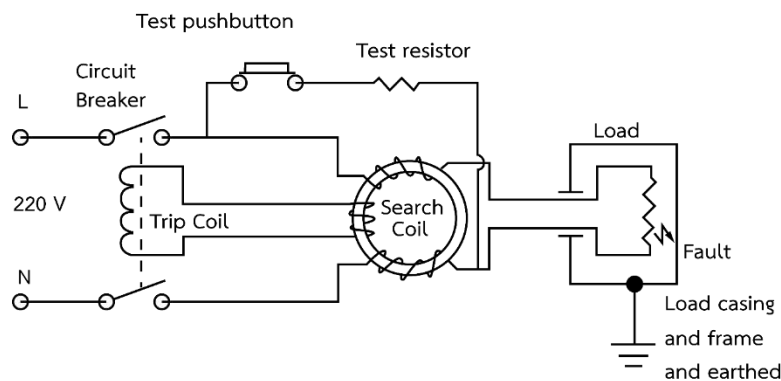 Test pushbutton
Test resistor
Circuit
Breaker
L
Load
220 V
Trip Coil
Search
Coil
Fault
N
Load casing
and frame
and earthed